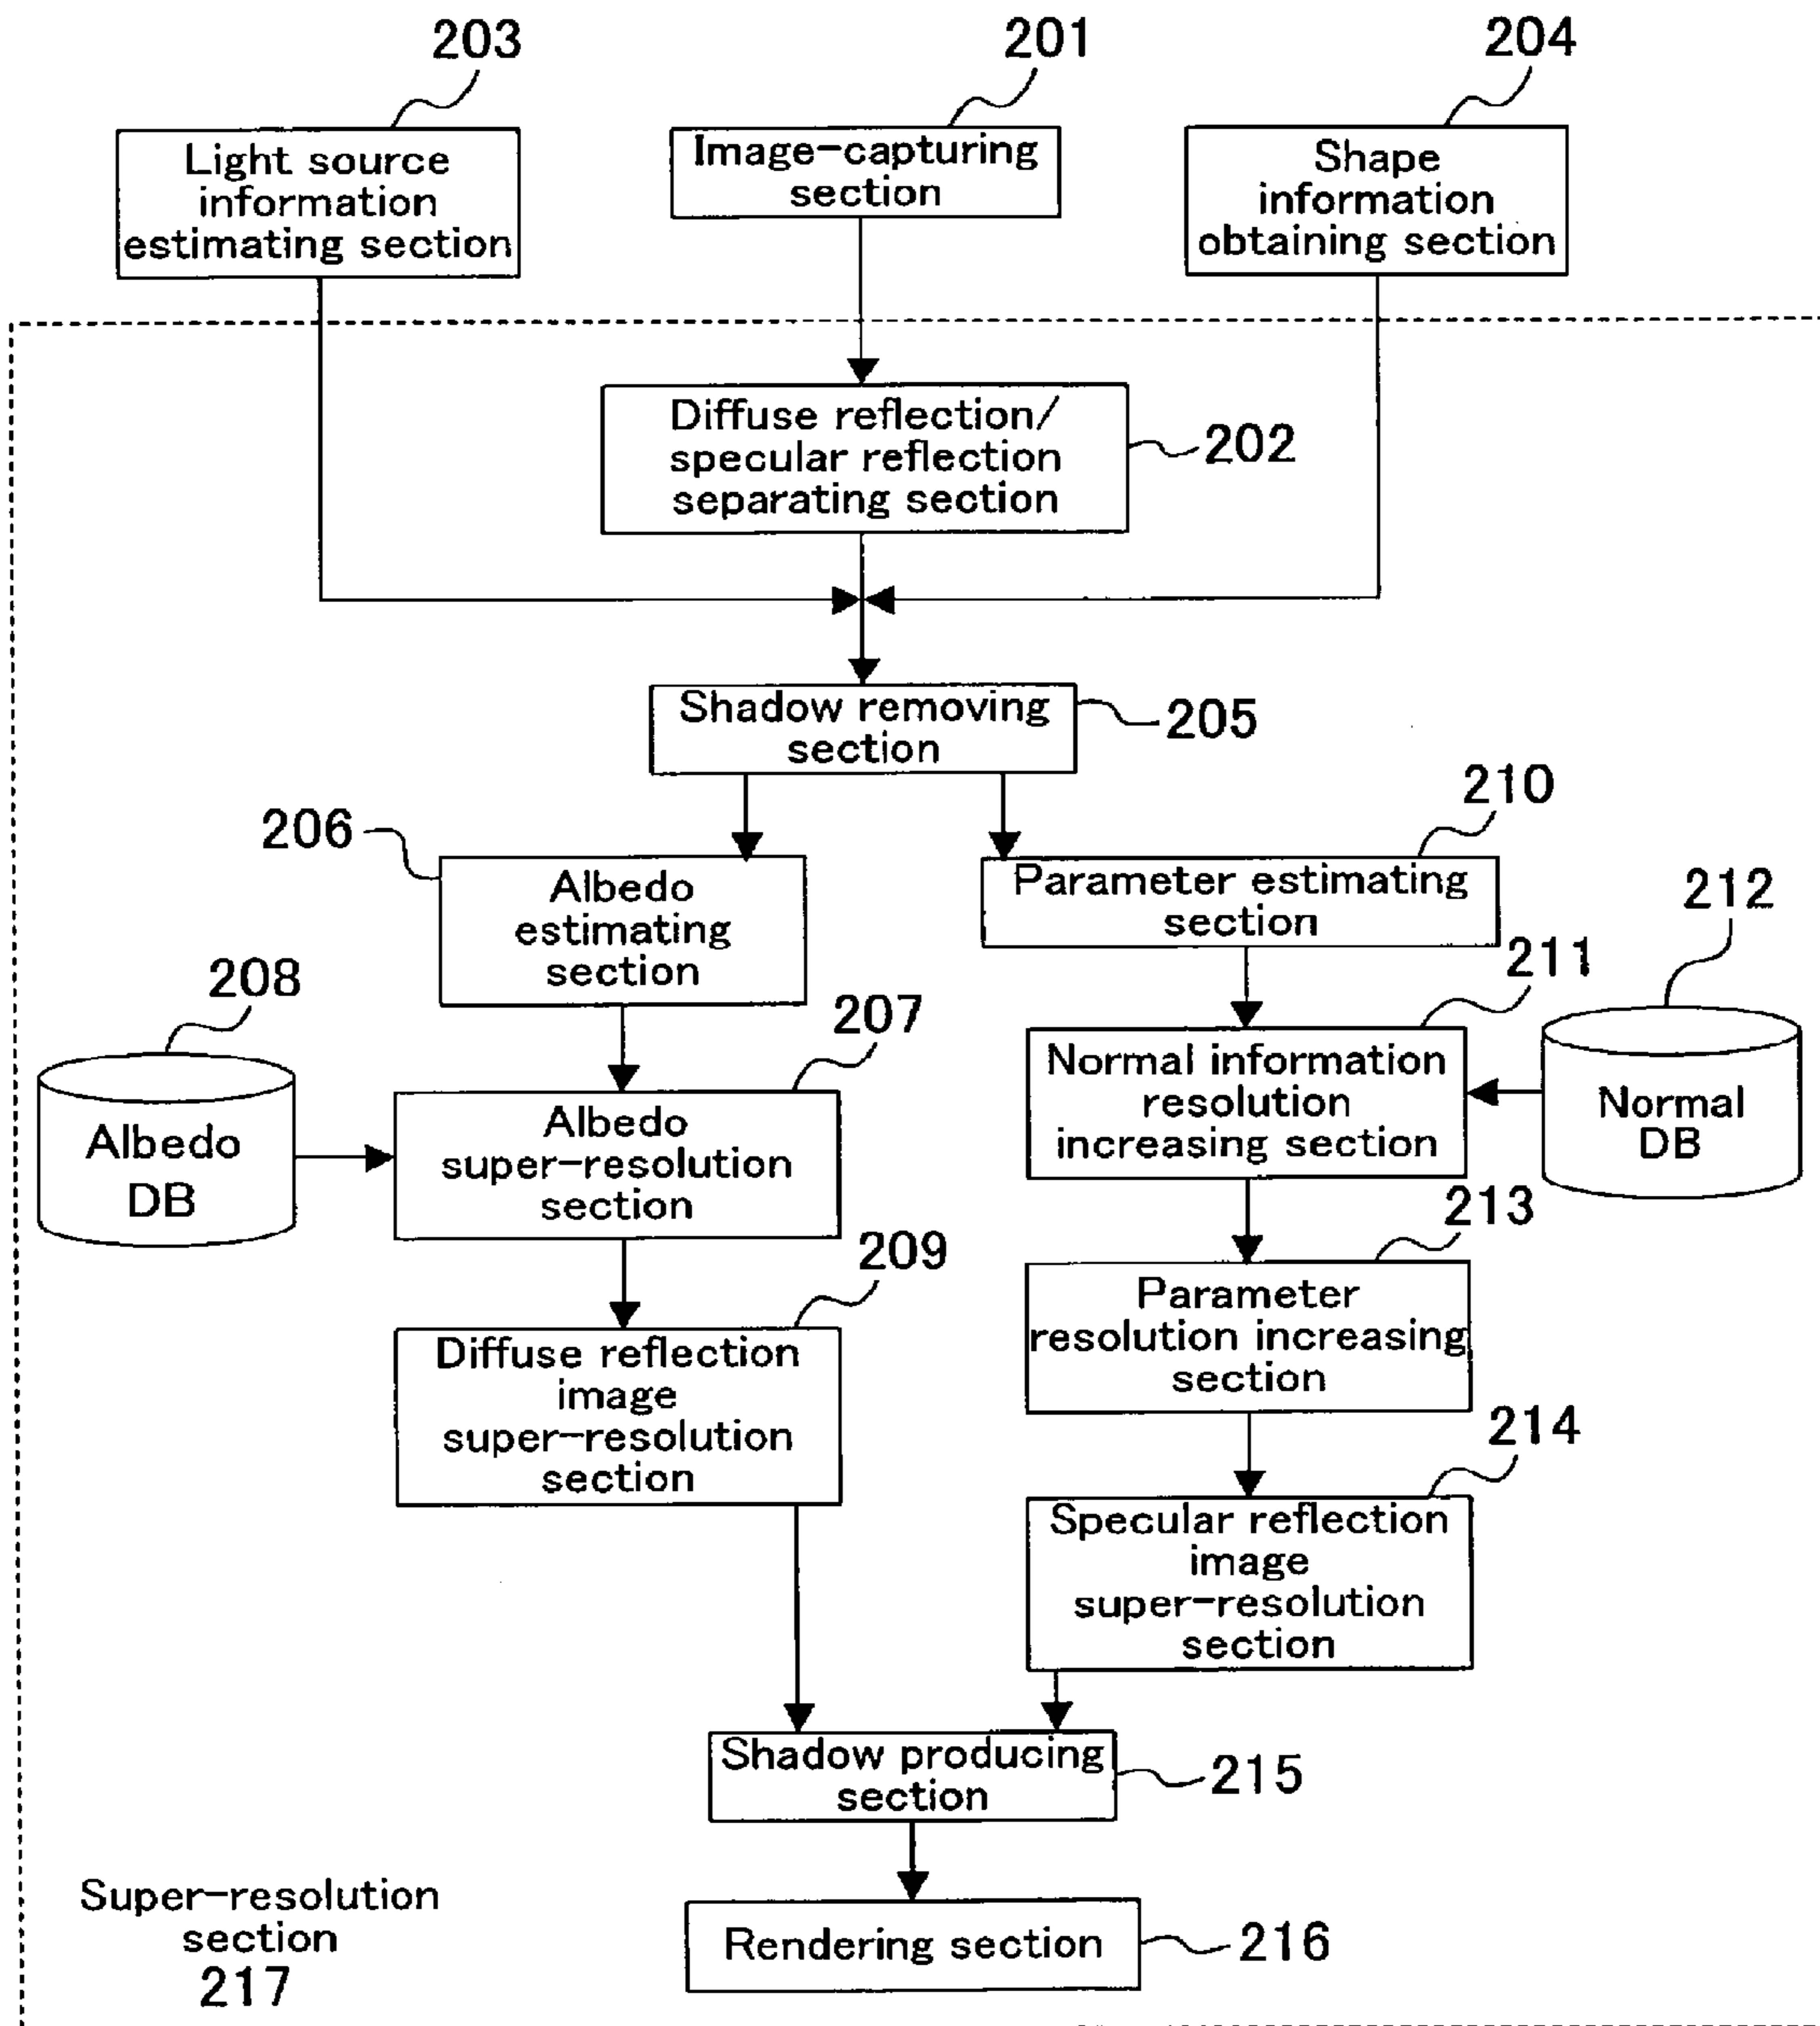 203
201
204
Light source
information
estimating section
Image-capturing
section
Shape
information
obtaining section
Diffuse reflection/
specular reflection
separating section
202
Shadow removing
section
205
206
210
Albedo
estimating
section
Parameter estimating
section
212
208
207
211
Albedo
DB
Albedo
super-resolution
section
Normal information
resolution
increasing section
Normal
DB
209
213
Diffuse reflection
image
super-resolution
section
Parameter
resolution increasing
section
214
Specular reflection
image
super-resolution
section
Shadow producing
section
215
Super-resolution
section
217
Rendering section
216